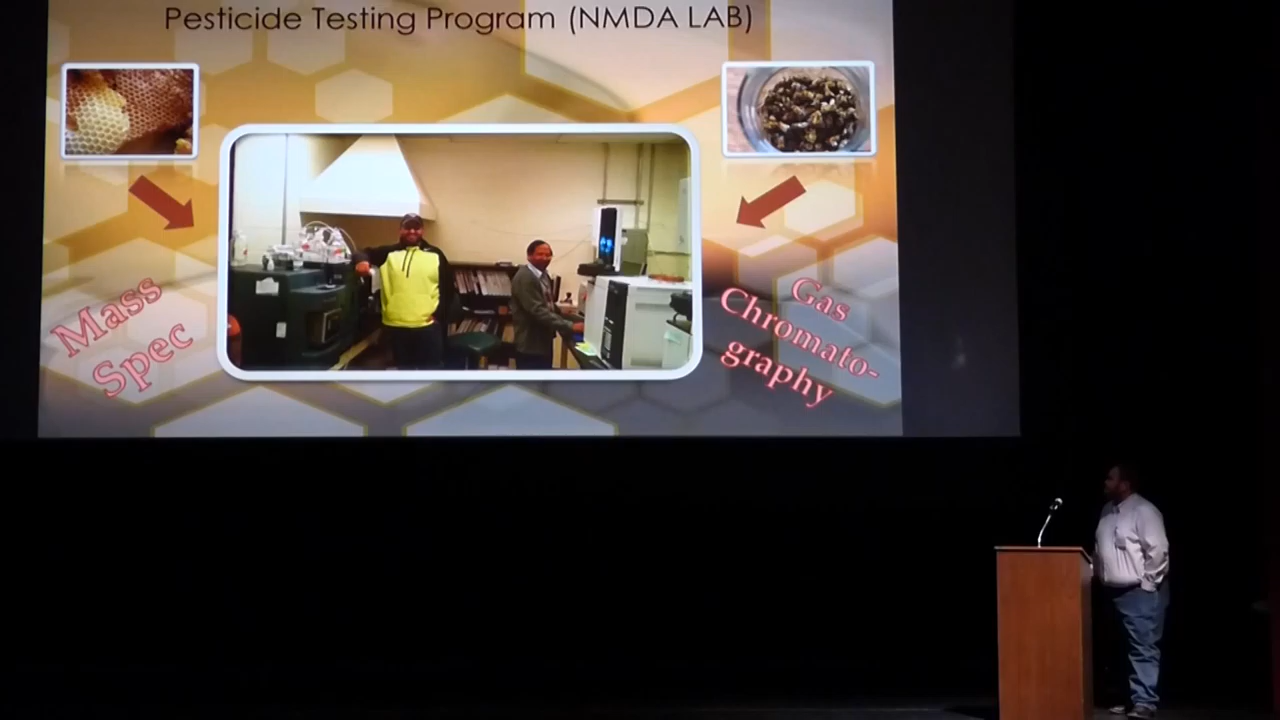 Pesticide Testing Program (NMDA LAB)
Mass
Spec
Gas
Chromato-
graphy